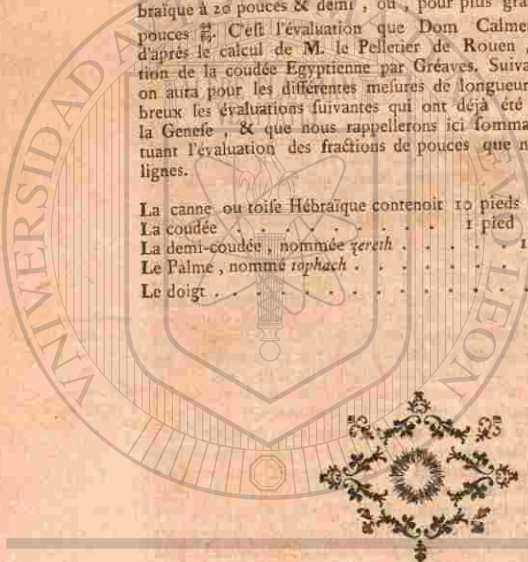 braïque à 20 pouces & demi, ou, pour plus gra
pouces C'eſt l'évaluation que Dom Calme
d'après le calcul de M. le Pelletier de Rouen
tion de la coudée Egyptienne par Gréaves. Suiva
on aura pour les différentes meſures de longueur
breux les évaluations ſuivantes qui ont déjà été
la Geneſe, & que nous rappellerons ici ſomma
tuant l'évaluation des fractions de pouces que n
lignes.
La canne ou toiſe Hébraïque contenoit 10 pieds
La coudée . . . . . . . . 1 pied
La demi-coudée, nommée zereth . . . . . 1
Le Palme, nommé tophach . . . . . .
Le doigt . . . . . . . . . .